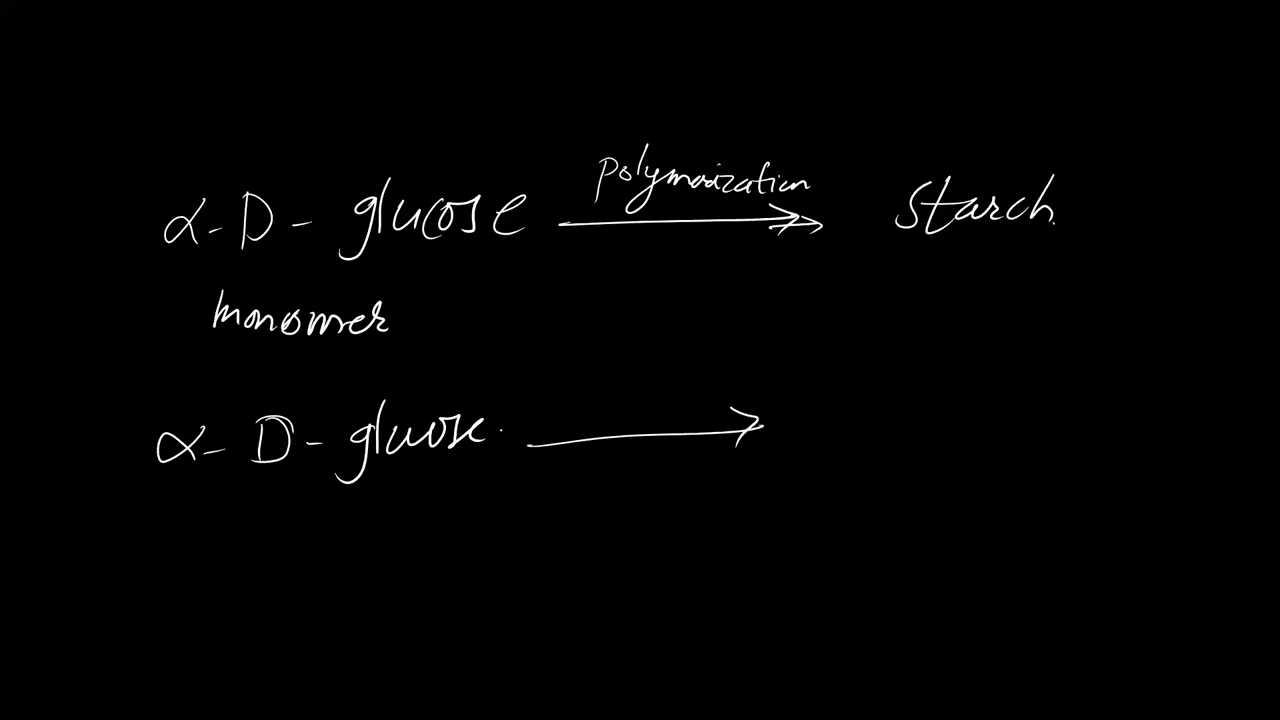 α-D-glucose polymerization starch.
monomer
α-D-glucose.